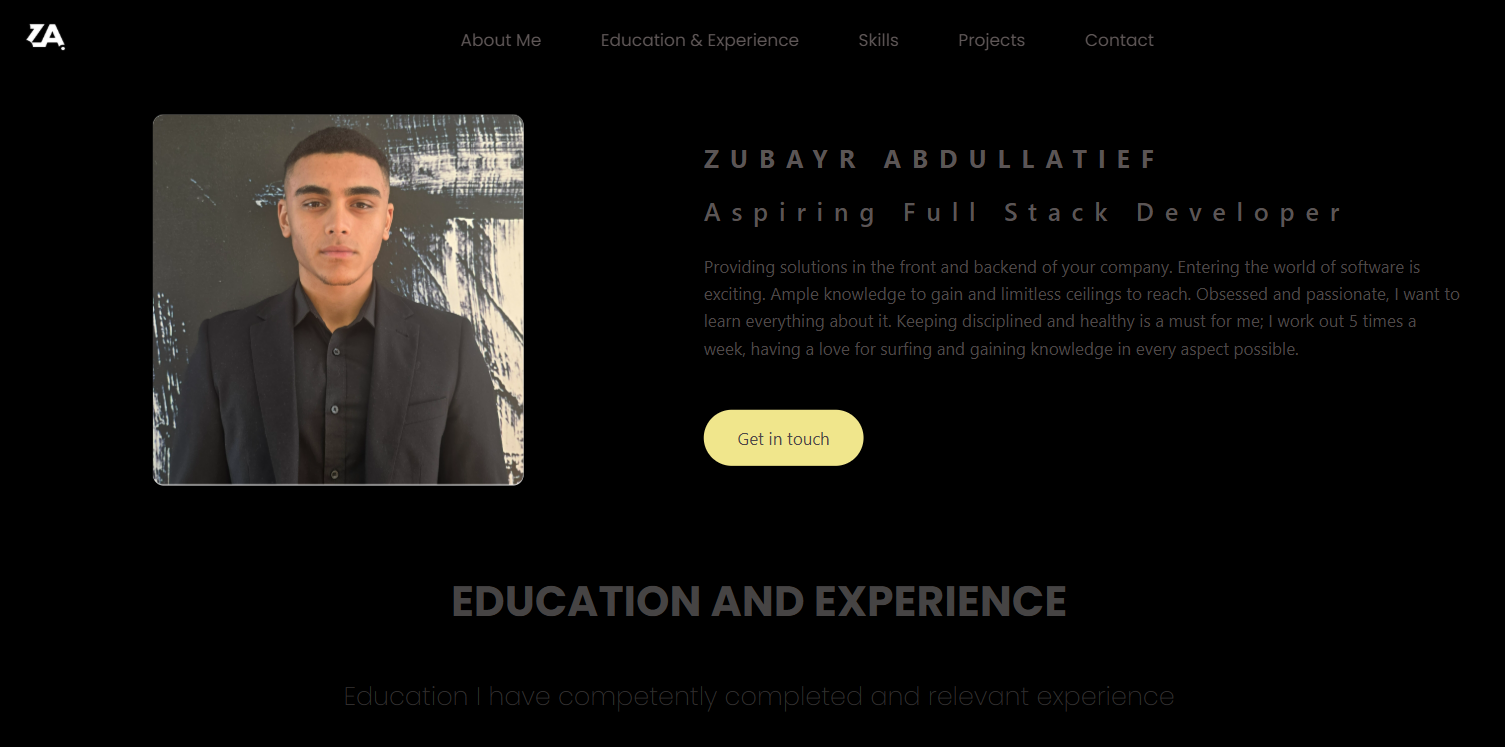 ZA.
About Me Education & Experience Skills Projects Contact
ZUBAYR ABDULLATIEF
Aspiring Full Stack Developer
Providing solutions in the front and backend of your company. Entering the world of software is
exciting. Ample knowledge to gain and limitless ceilings to reach. Obsessed and passionate, I want to
learn everything about it. Keeping disciplined and healthy is a must for me; I work out 5 times a
week, having a love for surfing and gaining knowledge in every aspect possible.
Get in touch
EDUCATION AND EXPERIENCE
Education I have competently completed and relevant experience